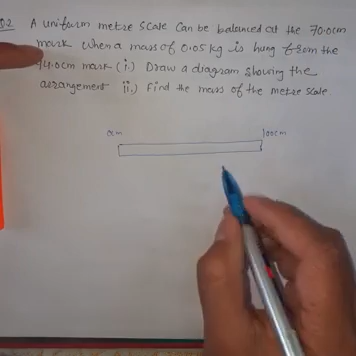 Q.2 A uniform metre scale can be balanced at the 70.0cm
mark when a mass of 0.05 kg is hung from the
94.0cm mark (i.) Draw a diagram showing the
arrangement (ii.) Find the mass of the metre scale.
0cm 100cm